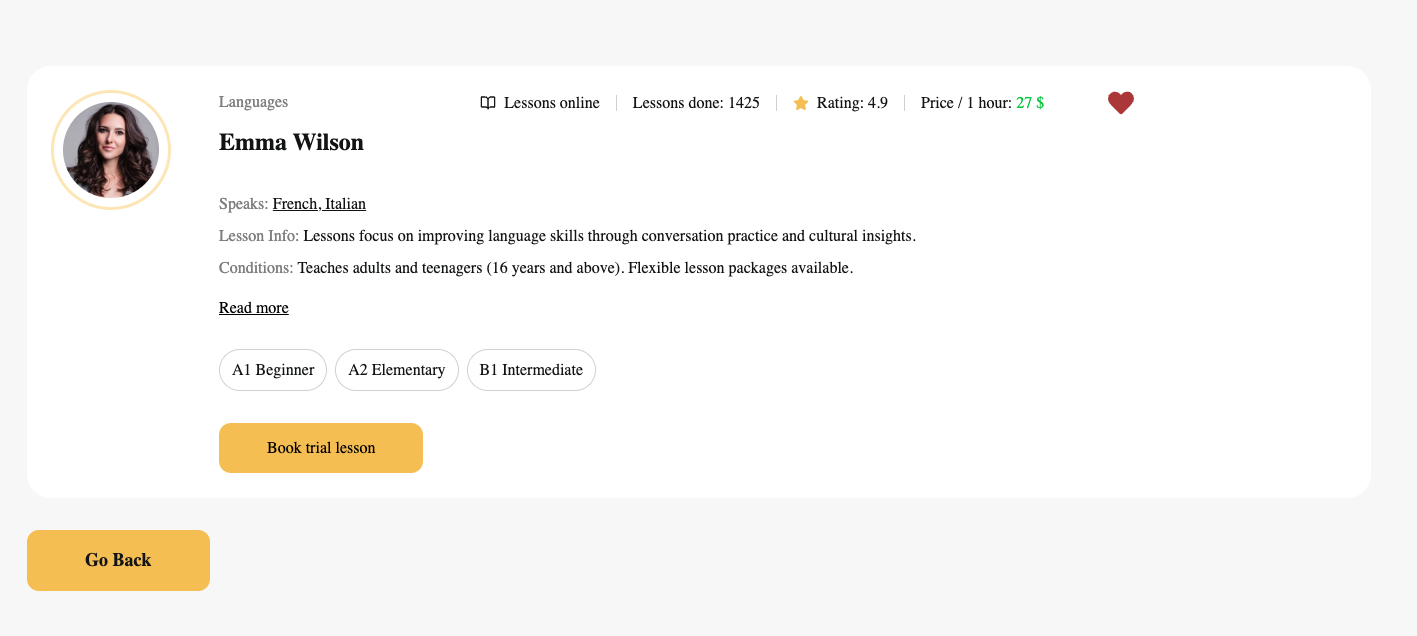 Languages Lessons online Lessons done: 1425 Rating: 4.9 Price / 1 hour: 27 $
Emma Wilson
Speaks: French, Italian
Lesson Info: Lessons focus on improving language skills through conversation practice and cultural insights.
Conditions: Teaches adults and teenagers (16 years and above). Flexible lesson packages available.
Read more
A1 Beginner A2 Elementary B1 Intermediate
Book trial lesson
Go Back